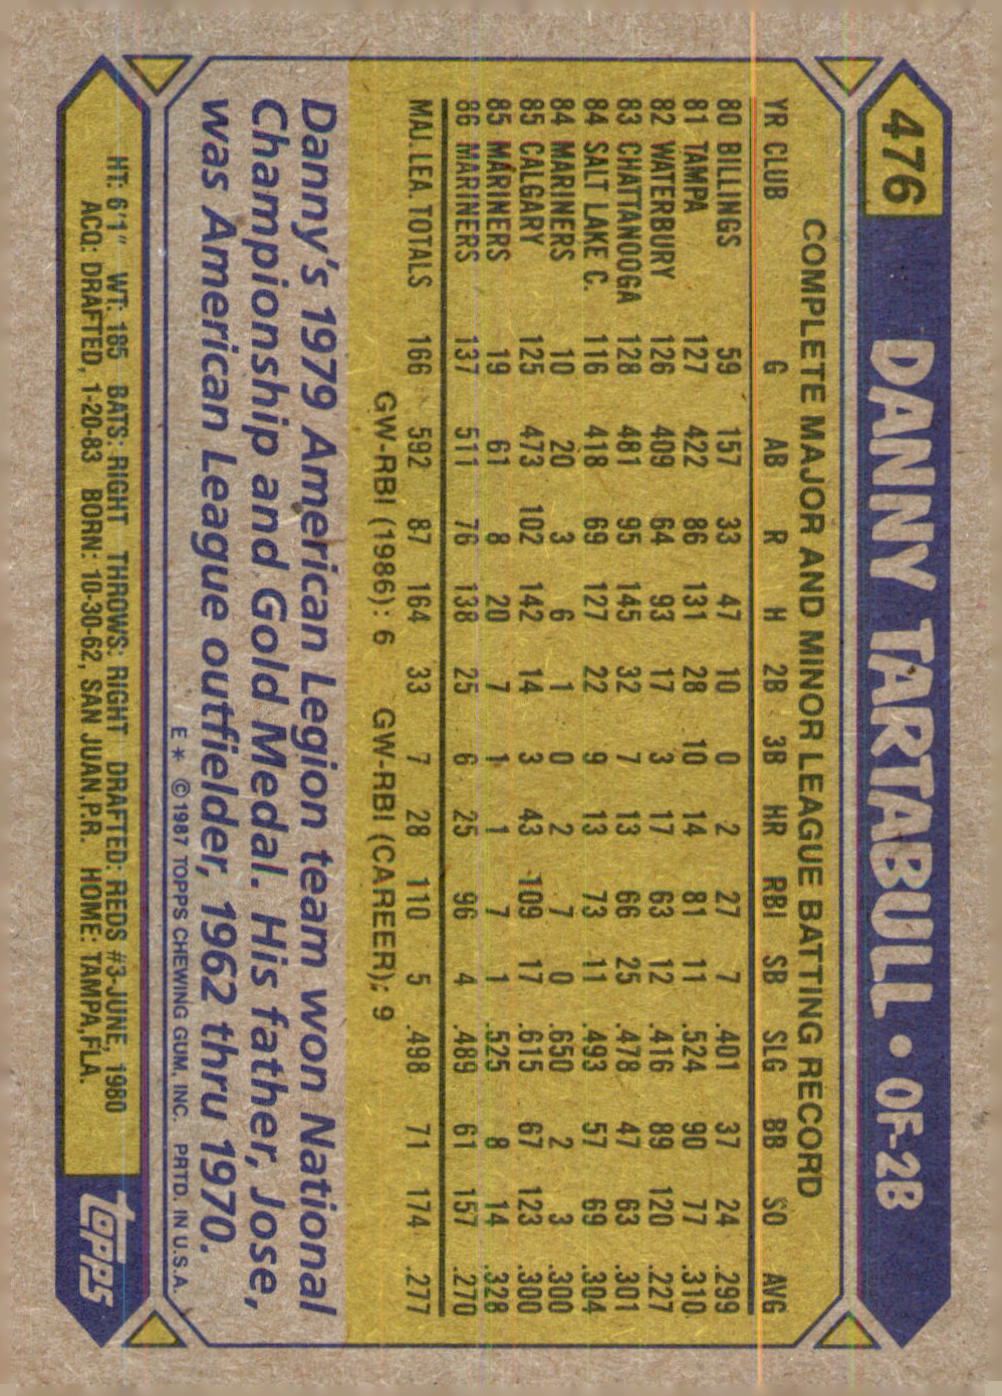 476 DANNY TARTABULL • OF-2B
COMPLETE MAJOR AND MINOR LEAGUE BATTING RECORD
YR CLUB G AB R H 2B 3B HR RBI SB SLG BB SO AVG
80 BILLINGS 59 157 33 47 10 0 2 27 7 .401 37 24 .299
81 TAMPA 127 422 86 131 28 10 14 81 11 .524 90 77 .310
82 WATERBURY 126 409 64 93 17 3 17 63 12 .416 89 120 .227
83 CHATTANOOGA 128 481 95 145 32 7 13 66 25 .478 47 63 .301
84 SALT LAKE C. 116 418 69 127 22 9 13 73 11 .493 57 69 .304
84 MARINERS 10 20 3 6 1 0 2 7 0 .650 2 3 .300
85 CALGARY 125 473 102 142 14 3 43 109 17 .615 67 123 .300
85 MARINERS 19 61 8 20 7 1 1 7 1 .525 8 14 .328
86 MARINERS 137 511 76 138 25 6 25 96 4 .489 61 157 .270
MAJ. LEA. TOTALS 166 592 87 164 33 7 28 110 5 .498 71 174 .277
GW-RBI (1986): 6 GW-RBI (CAREER): 9
Danny's 1979 American Legion team won National
Championship and Gold Medal. His father, Jose,
was American League outfielder, 1962 thru 1970.
E* ©1987 TOPPS CHEWING GUM, INC. PRTD. IN U.S.A.
HT: 6'1" WT: 185 BATS: RIGHT THROWS: RIGHT DRAFTED: REDS #3-JUNE, 1980
ACQ: DRAFTED, 1-20-83 BORN: 10-30-62, SAN JUAN, P.R. HOME: TAMPA, FLA.
topps